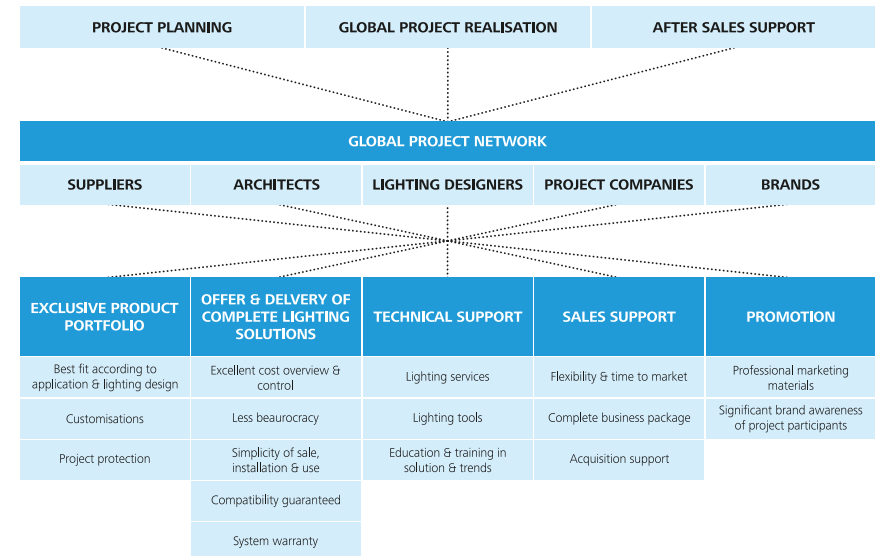 PROJECT PLANNING
GLOBAL PROJECT REALISATION
AFTER SALES SUPPORT
GLOBAL PROJECT NETWORK
SUPPLIERS
ARCHITECTS
LIGHTING DESIGNERS
PROJECT COMPANIES
BRANDS
EXCLUSIVE PRODUCT
PORTFOLIO
OFFER & DELVERY OF
COMPLETE LIGHTING
SOLUTIONS
TECHNICAL SUPPORT
SALES SUPPORT
PROMOTION
Best fit according to
application & lighting design
Excellent cost overview &
control
Lighting services
Flexibility & time to market
Professional marketing
materials
Customisations
Less beaurocracy
Lighting tools
Complete business package
Significant brand awareness
of project participants
Project protection
Simplicity of sale,
installation & use
Education & training in
solution & trends
Acquisition support
Compatibility guaranteed
System warranty